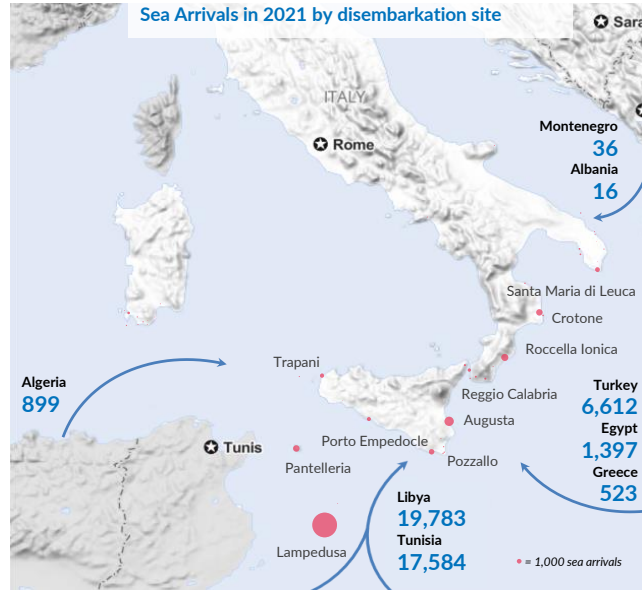 Sea Arrivals in 2021 by disembarkation site
Sara
ITALY
Rome
Montenegro
36
Albania
16
Santa Maria di Leuca
Crotone
Roccella Ionica
Trapani
Reggio Calabria
Algeria
899
Augusta
Turkey
6,612
Egypt
1,397
Greece
523
Tunis
Porto Empedocle
Pozzallo
Pantelleria
Libya
19,783
Tunisia
17,584
Lampedusa
= 1,000 sea arrivals